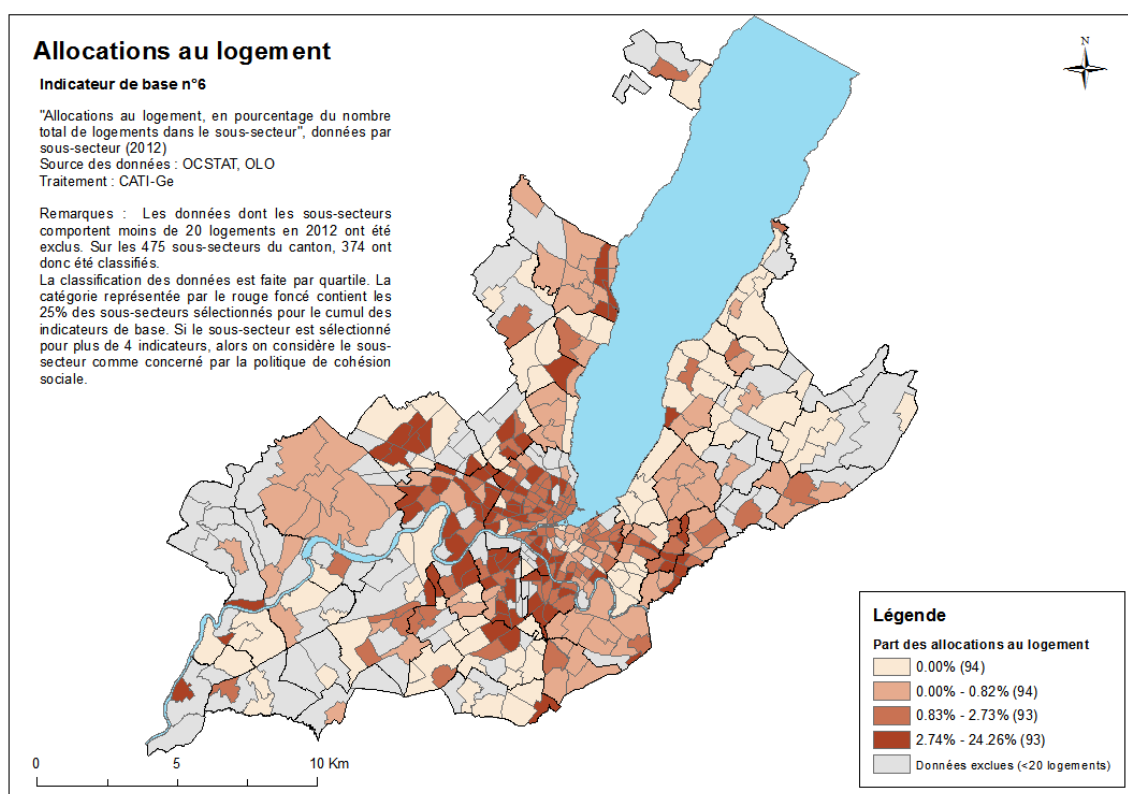 Allocations au logement
Indicateur de base n°6
"Allocations au logement, en pourcentage du nombre
total de logements dans le sous-secteur", données par
sous-secteur (2012)
Source des données : OCSTAT, OLO
Traitement : CATI-Ge
Remarques : Les données dont les sous-secteurs
comportent moins de 20 logements en 2012 ont été
exclus. Sur les 475 sous-secteurs du canton, 374 ont
donc été classifiés.
La classification des données est faite par quartile. La
catégorie représentée par le rouge foncé contient les
25% des sous-secteurs sélectionnés pour le cumul des
indicateurs de base. Si le sous-secteur est sélectionné
pour plus de 4 indicateurs, alors on considère le sous-
secteur comme concerné par la politique de cohésion
sociale.
N
Légende
Part des allocations au logement
0.00% (94)
0.00% - 0.82% (94)
0.83% - 2.73% (93)
2.74% - 24.26% (93)
Données exclues (<20 logements)
0 5 10 Km